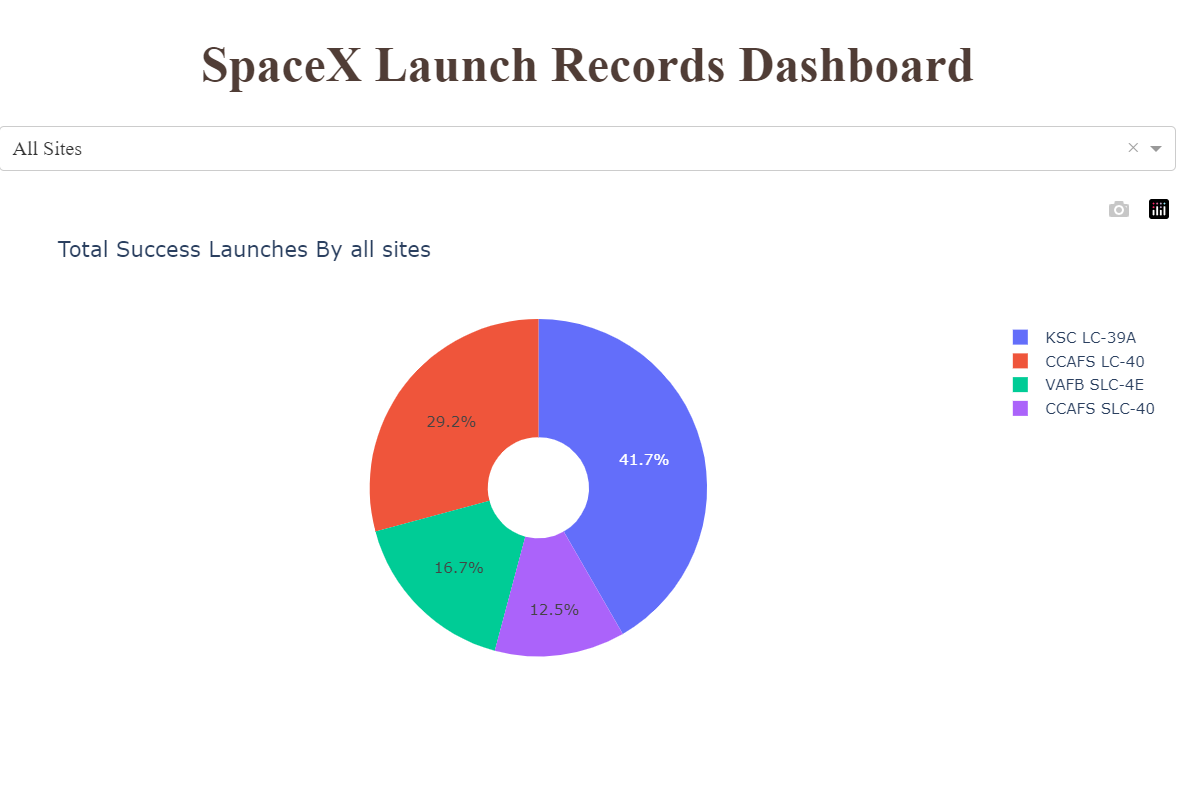 SpaceX Launch Records Dashboard
All Sites ×
Total Success Launches By all sites
KSC LC-39A
CCAFS LC-40
VAFB SLC-4E
CCAFS SLC-40
29.2%
41.7%
16.7%
12.5%